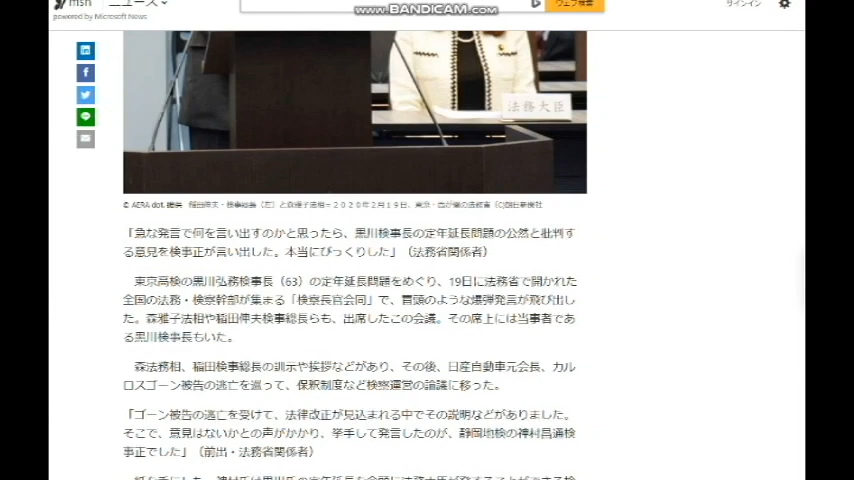 msn ニュース
powered by Microsoft News
www.BANDICAM.com
ウェブ検索
サインイン
法務大臣
© AERA dot. 提供 稲田伸夫・検事総長（左）と森雅子法相＝２０２０年２月１９日、東京・霞が関の法務省（C)朝日新聞社
「急な発言で何を言い出すのかと思ったら、黒川検事長の定年延長問題の公然と批判す
る意見を検事正が言い出した。本当にびっくりした」（法務省関係者）
東京高検の黒川弘務検事長（63）の定年延長問題をめぐり、19日に法務省で開かれた
全国の法務・検察幹部が集まる「検察長官会同」で、冒頭のような爆弾発言が飛び出し
た。森雅子法相や稲田伸夫検事総長らも、出席したこの会議。その席上には当事者であ
る黒川検事長もいた。
森法務相、稲田検事総長の訓示や挨拶などがあり、その後、日産自動車元会長、カル
ロスゴーン被告の逃亡を巡って、保釈制度など検察運営の論議に移った。
「ゴーン被告の逃亡を受けて、法律改正が見込まれる中でその説明などがありました。
そこで、意見はないかとの声がかかり、挙手して発言したのが、静岡地検の神村昌通検
事正でした」（前出・法務省関係者）